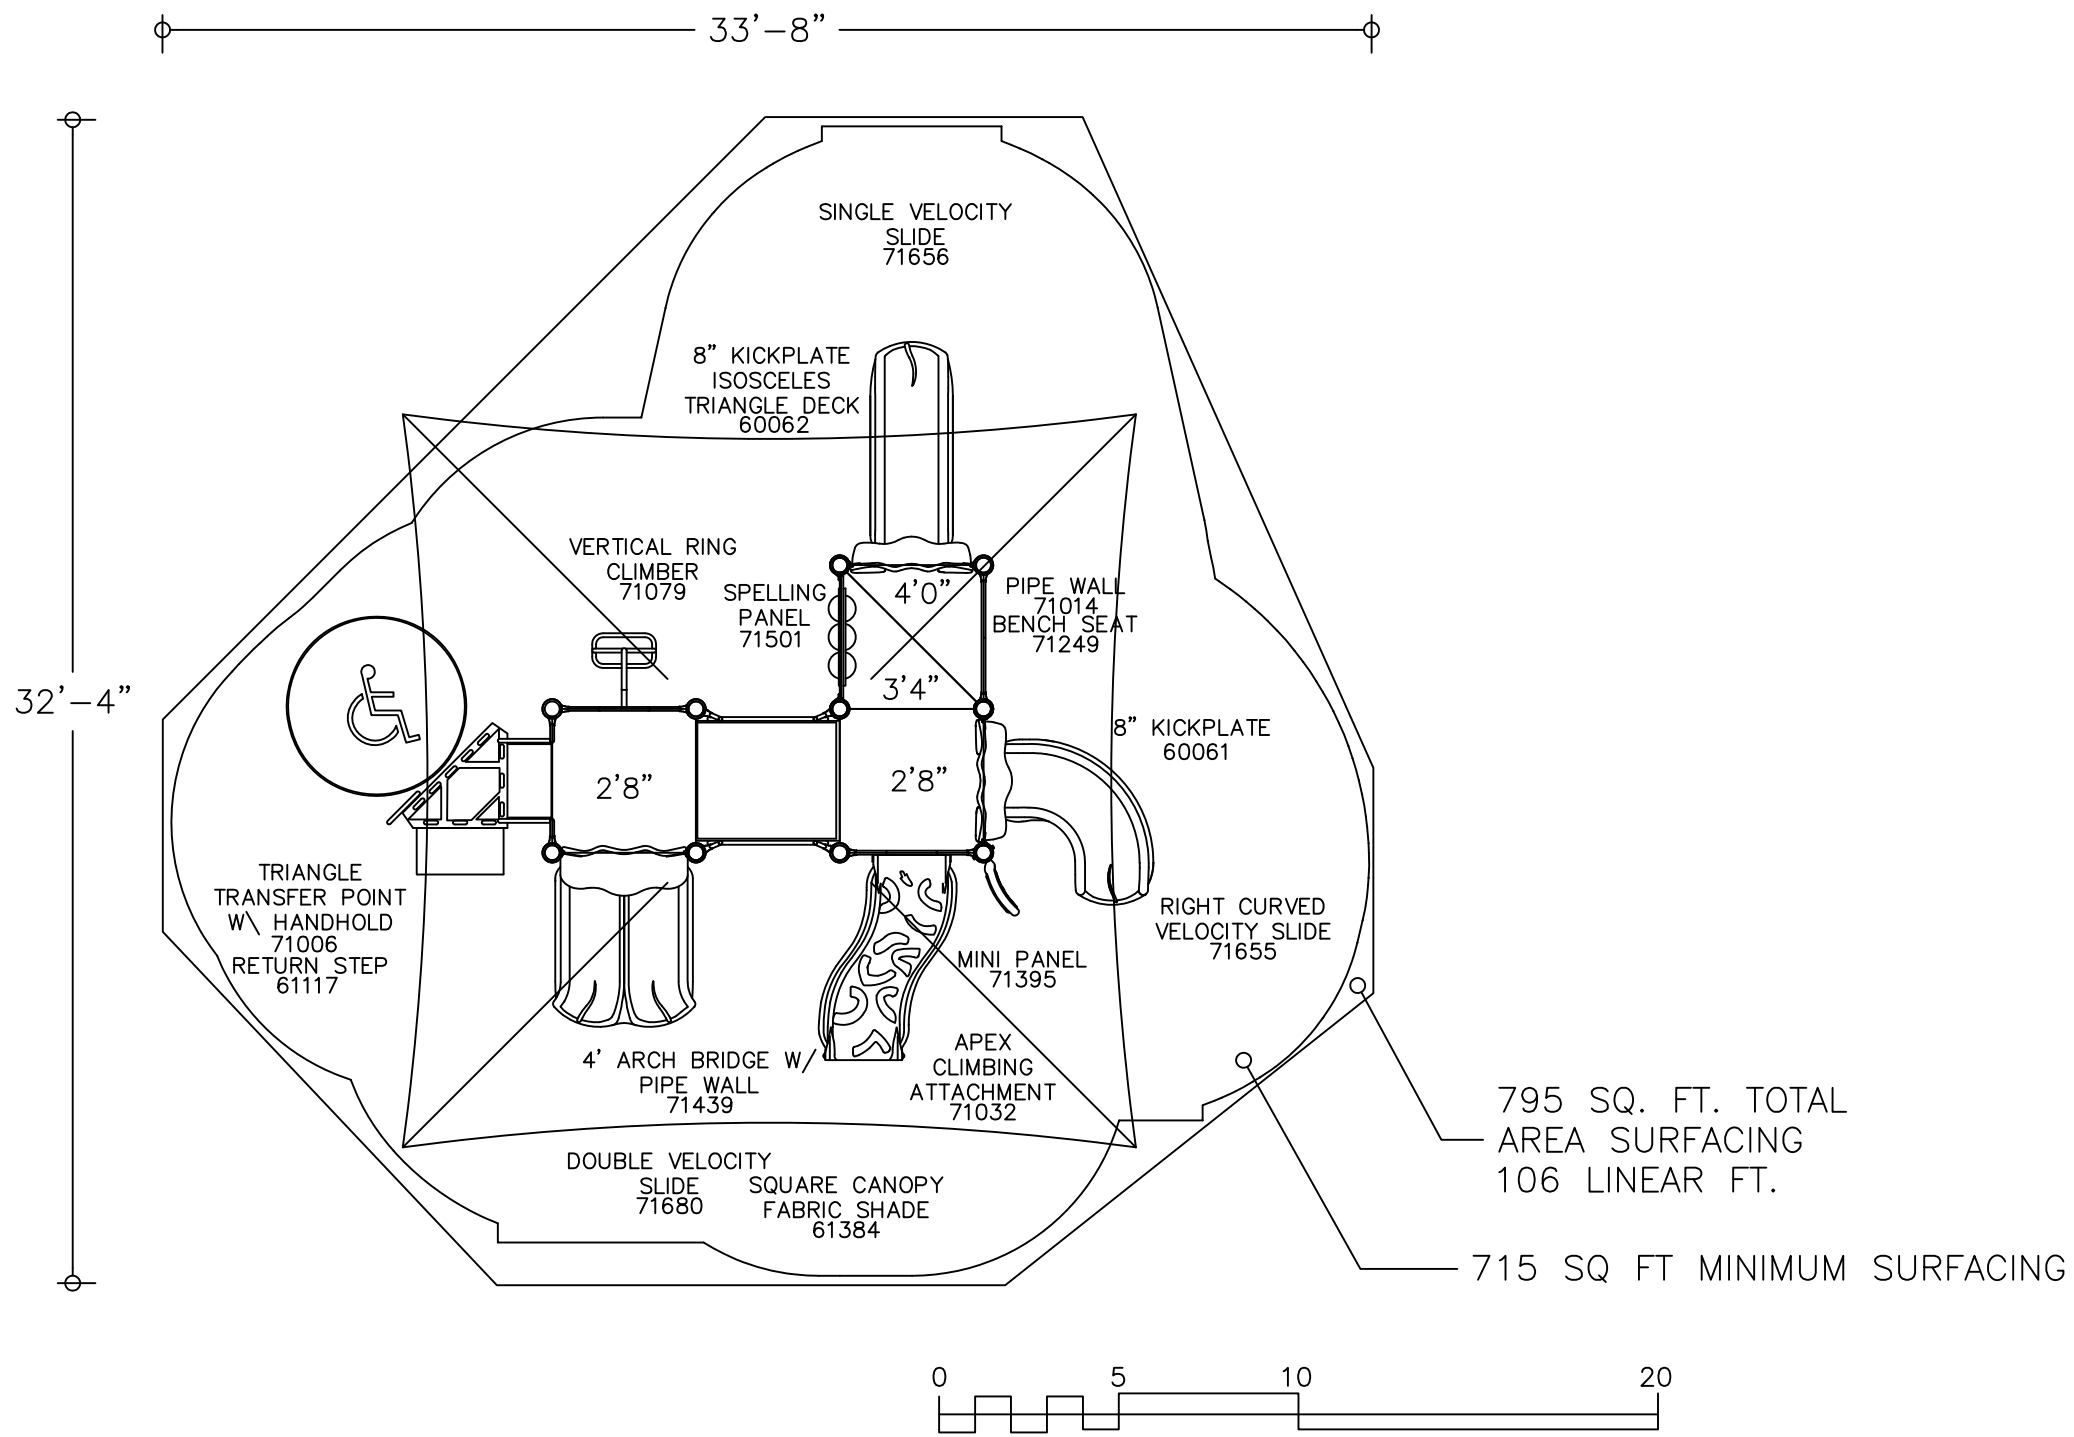 33'-8"
SINGLE VELOCITY
SLIDE
71656
8" KICKPLATE
ISOSCELES
TRIANGLE DECK
60062
VERTICAL RING
CLIMBER
71079
SPELLING
PANEL
71501
4'0"
PIPE WALL
71014
BENCH SEAT
71249
32'-4"
3'4"
8" KICKPLATE
60061
2'8"
2'8"
TRIANGLE
TRANSFER POINT
W\ HANDHOLD
71006
RETURN STEP
61117
RIGHT CURVED
VELOCITY SLIDE
71655
MINI PANEL
71395
4' ARCH BRIDGE W/
PIPE WALL
71439
APEX
CLIMBING
ATTACHMENT
71032
795 SQ. FT. TOTAL
AREA SURFACING
106 LINEAR FT.
DOUBLE VELOCITY
SLIDE
71680
SQUARE CANOPY
FABRIC SHADE
61384
715 SQ FT MINIMUM SURFACING
0 5 10 20